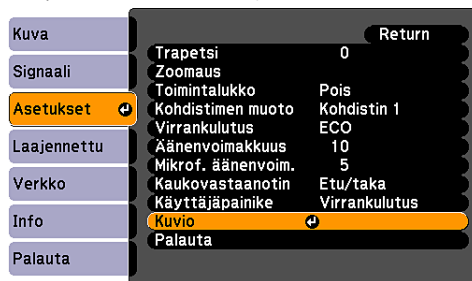 Kuva
Signaali
Asetukset
Laajennettu
Verkko
Info
Palauta
Return
Trapetsi 0
Zoomaus
Toimintalukko Pois
Kohdistimen muoto Kohdistin 1
Virrankulutus ECO
Äänenvoimakkuus 10
Mikrof. äänenvoim. 5
Kaukovastaanotin Etu/taka
Käyttäjäpainike Virrankulutus
Kuvio
Palauta